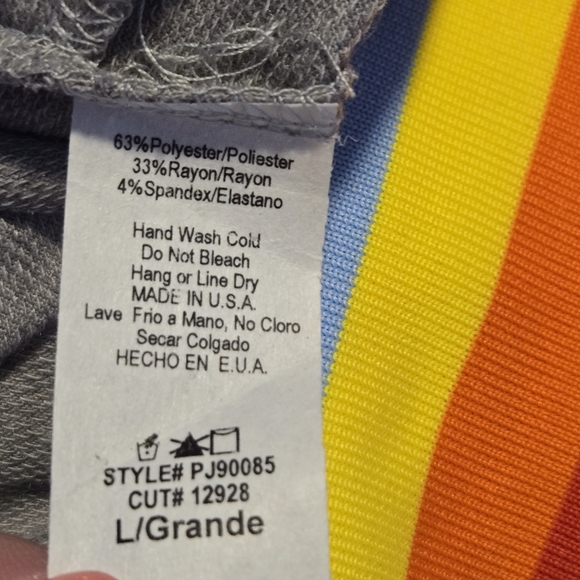 63%Polyester/Poliester
33%Rayon/Rayon
4%Spandex/Elastano
Hand Wash Cold
Do Not Bleach
Hang or Line Dry
MADE IN U.S.A.
Lave Frio a Mano, No Cloro
Secar Colgado
HECHO EN E.U.A.
STYLE# PJ90085
CUT# 12928
L/Grande